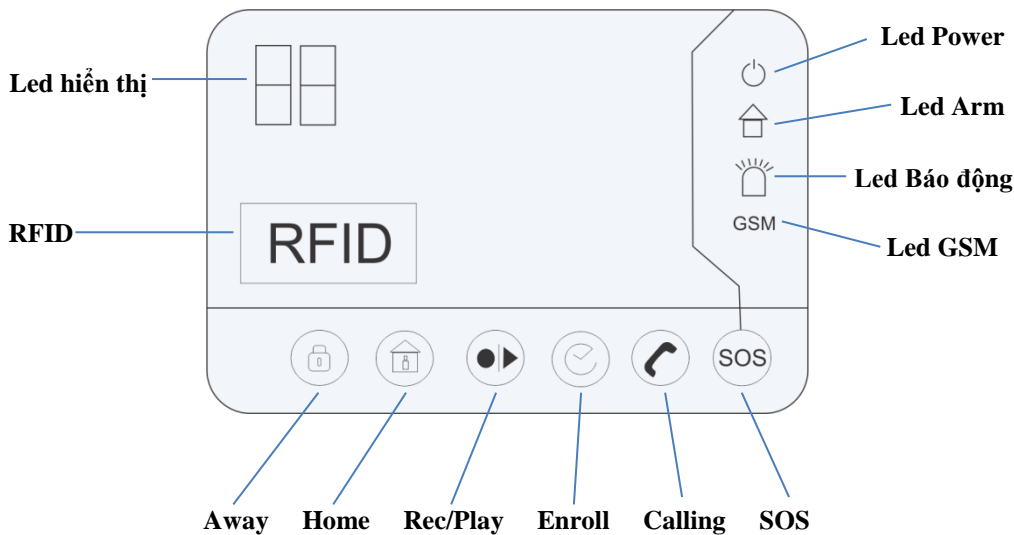 Led Power
Led hiển thị
Led Arm
Led Báo động
GSM
RFID
RFID
Led GSM
SOS
Away Home Rec/Play Enroll Calling SOS